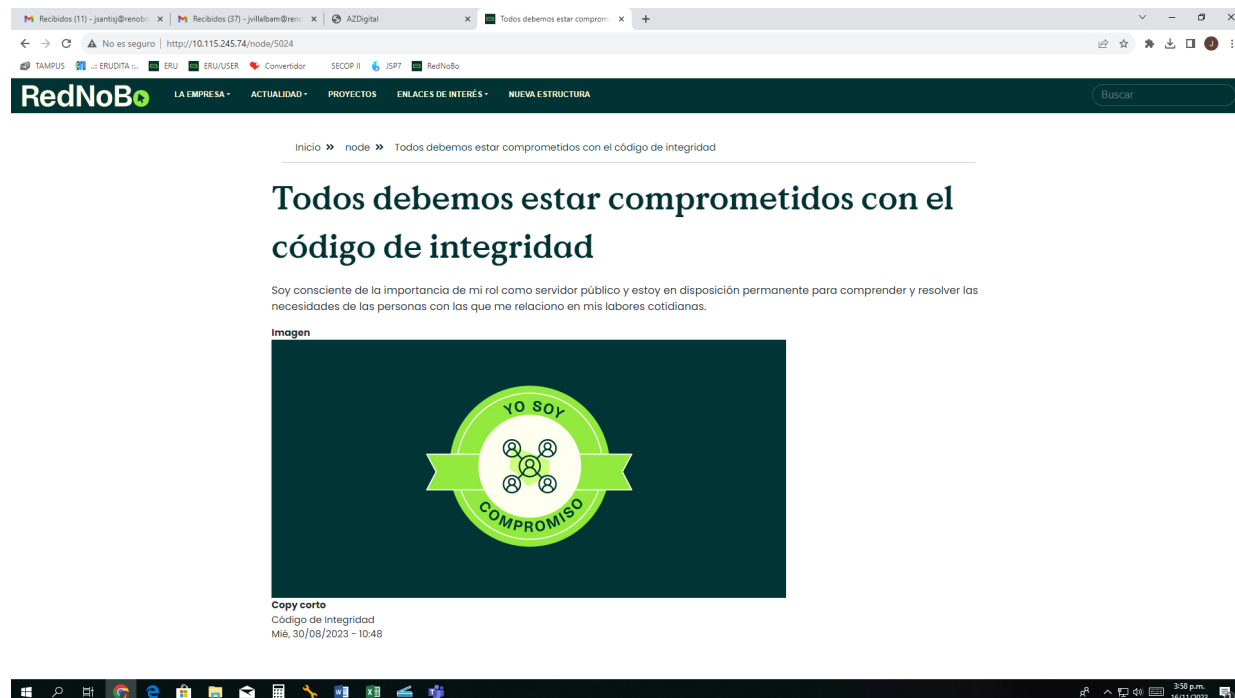 Recibidos (11) - jsantisj@renobo
Recibidos (37) - jvillalbam@reno
AZDigital
Todos debemos estar comprom
No es seguro | http://10.115.245.74/node/5024
TAMPUS
..:: ERUDITA ::..
ERU
ERU/USER
Convertidor
SECOP II
JSP7
RedNoBo
RedNoBo
LA EMPRESA
ACTUALIDAD
PROYECTOS
ENLACES DE INTERÉS
NUEVA ESTRUCTURA
Buscar
Inicio » node » Todos debemos estar comprometidos con el código de integridad
Todos debemos estar comprometidos con el
código de integridad
Soy consciente de la importancia de mi rol como servidor público y estoy en disposición permanente para comprender y resolver las
necesidades de las personas con las que me relaciono en mis labores cotidianas.
Imagen
YO SOY
COMPROMISO
Copy corto
Código de Integridad
Mié, 30/08/2023 - 10:48
3:58 p.m.
16/11/2023